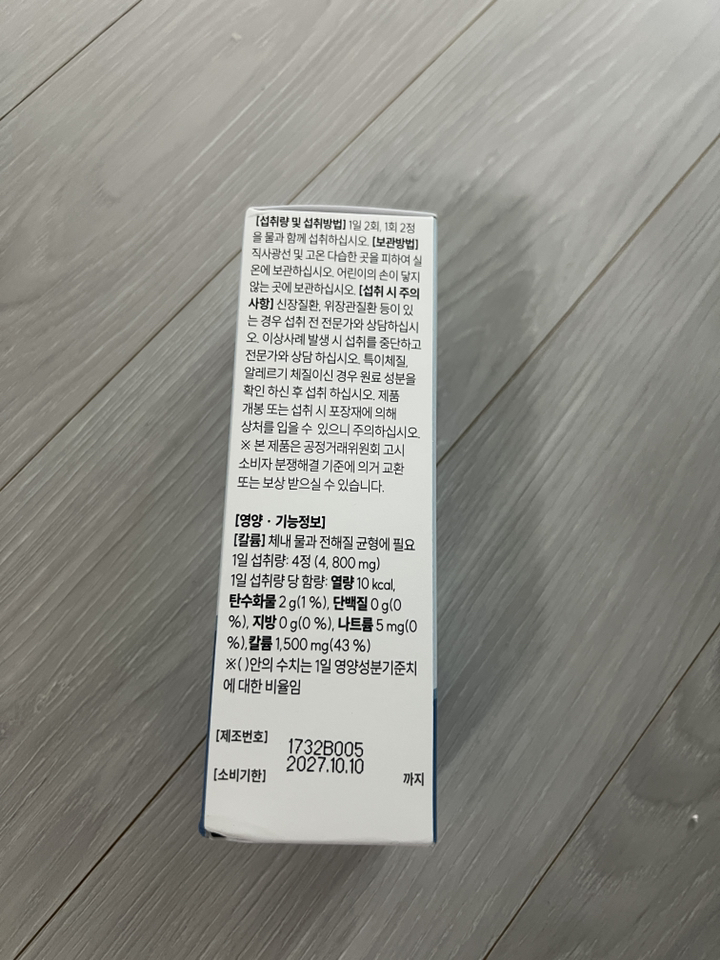 [섭취량 및 섭취방법] 1일 2회, 1회 2정
을 물과 함께 섭취하십시오. [보관방법]
직사광선 및 고온 다습한 곳을 피하여 실
온에 보관하십시오. 어린이의 손이 닿지
않는 곳에 보관하십시오. [섭취 시 주의
사항] 신장질환, 위장관질환 등이 있
는 경우 섭취 전 전문가와 상담하십시
오. 이상사례 발생 시 섭취를 중단하고
전문가와 상담 하십시오. 특이체질,
알레르기 체질이신 경우 원료 성분을
확인 하신 후 섭취 하십시오. 제품
개봉 또는 섭취 시 포장재에 의해
상처를 입을 수 있으니 주의하십시오.
※ 본 제품은 공정거래위원회 고시
소비자 분쟁해결 기준에 의거 교환
또는 보상 받으실 수 있습니다.
[영양 · 기능정보]
[칼륨] 체내 물과 전해질 균형에 필요
1일 섭취량: 4정 (4, 800 mg)
1일 섭취량 당 함량: 열량 10 kcal,
탄수화물 2 g(1 %), 단백질 0 g(0
%), 지방 0 g(0 %), 나트륨 5 mg(0
%),칼륨 1,500 mg(43 %)
※( )안의 수치는 1일 영양성분기준치
에 대한 비율임
[제조번호] 1732B005
[소비기한] 2027.10.10 까지